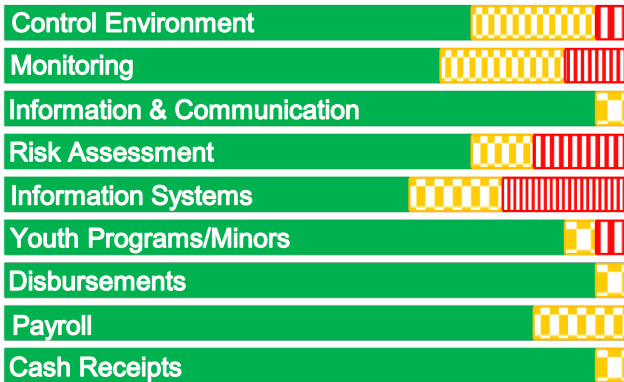 Control Environment
Monitoring
Information & Communication
Risk Assessment
Information Systems
Youth Programs/Minors
Disbursements
Payroll
Cash Receipts